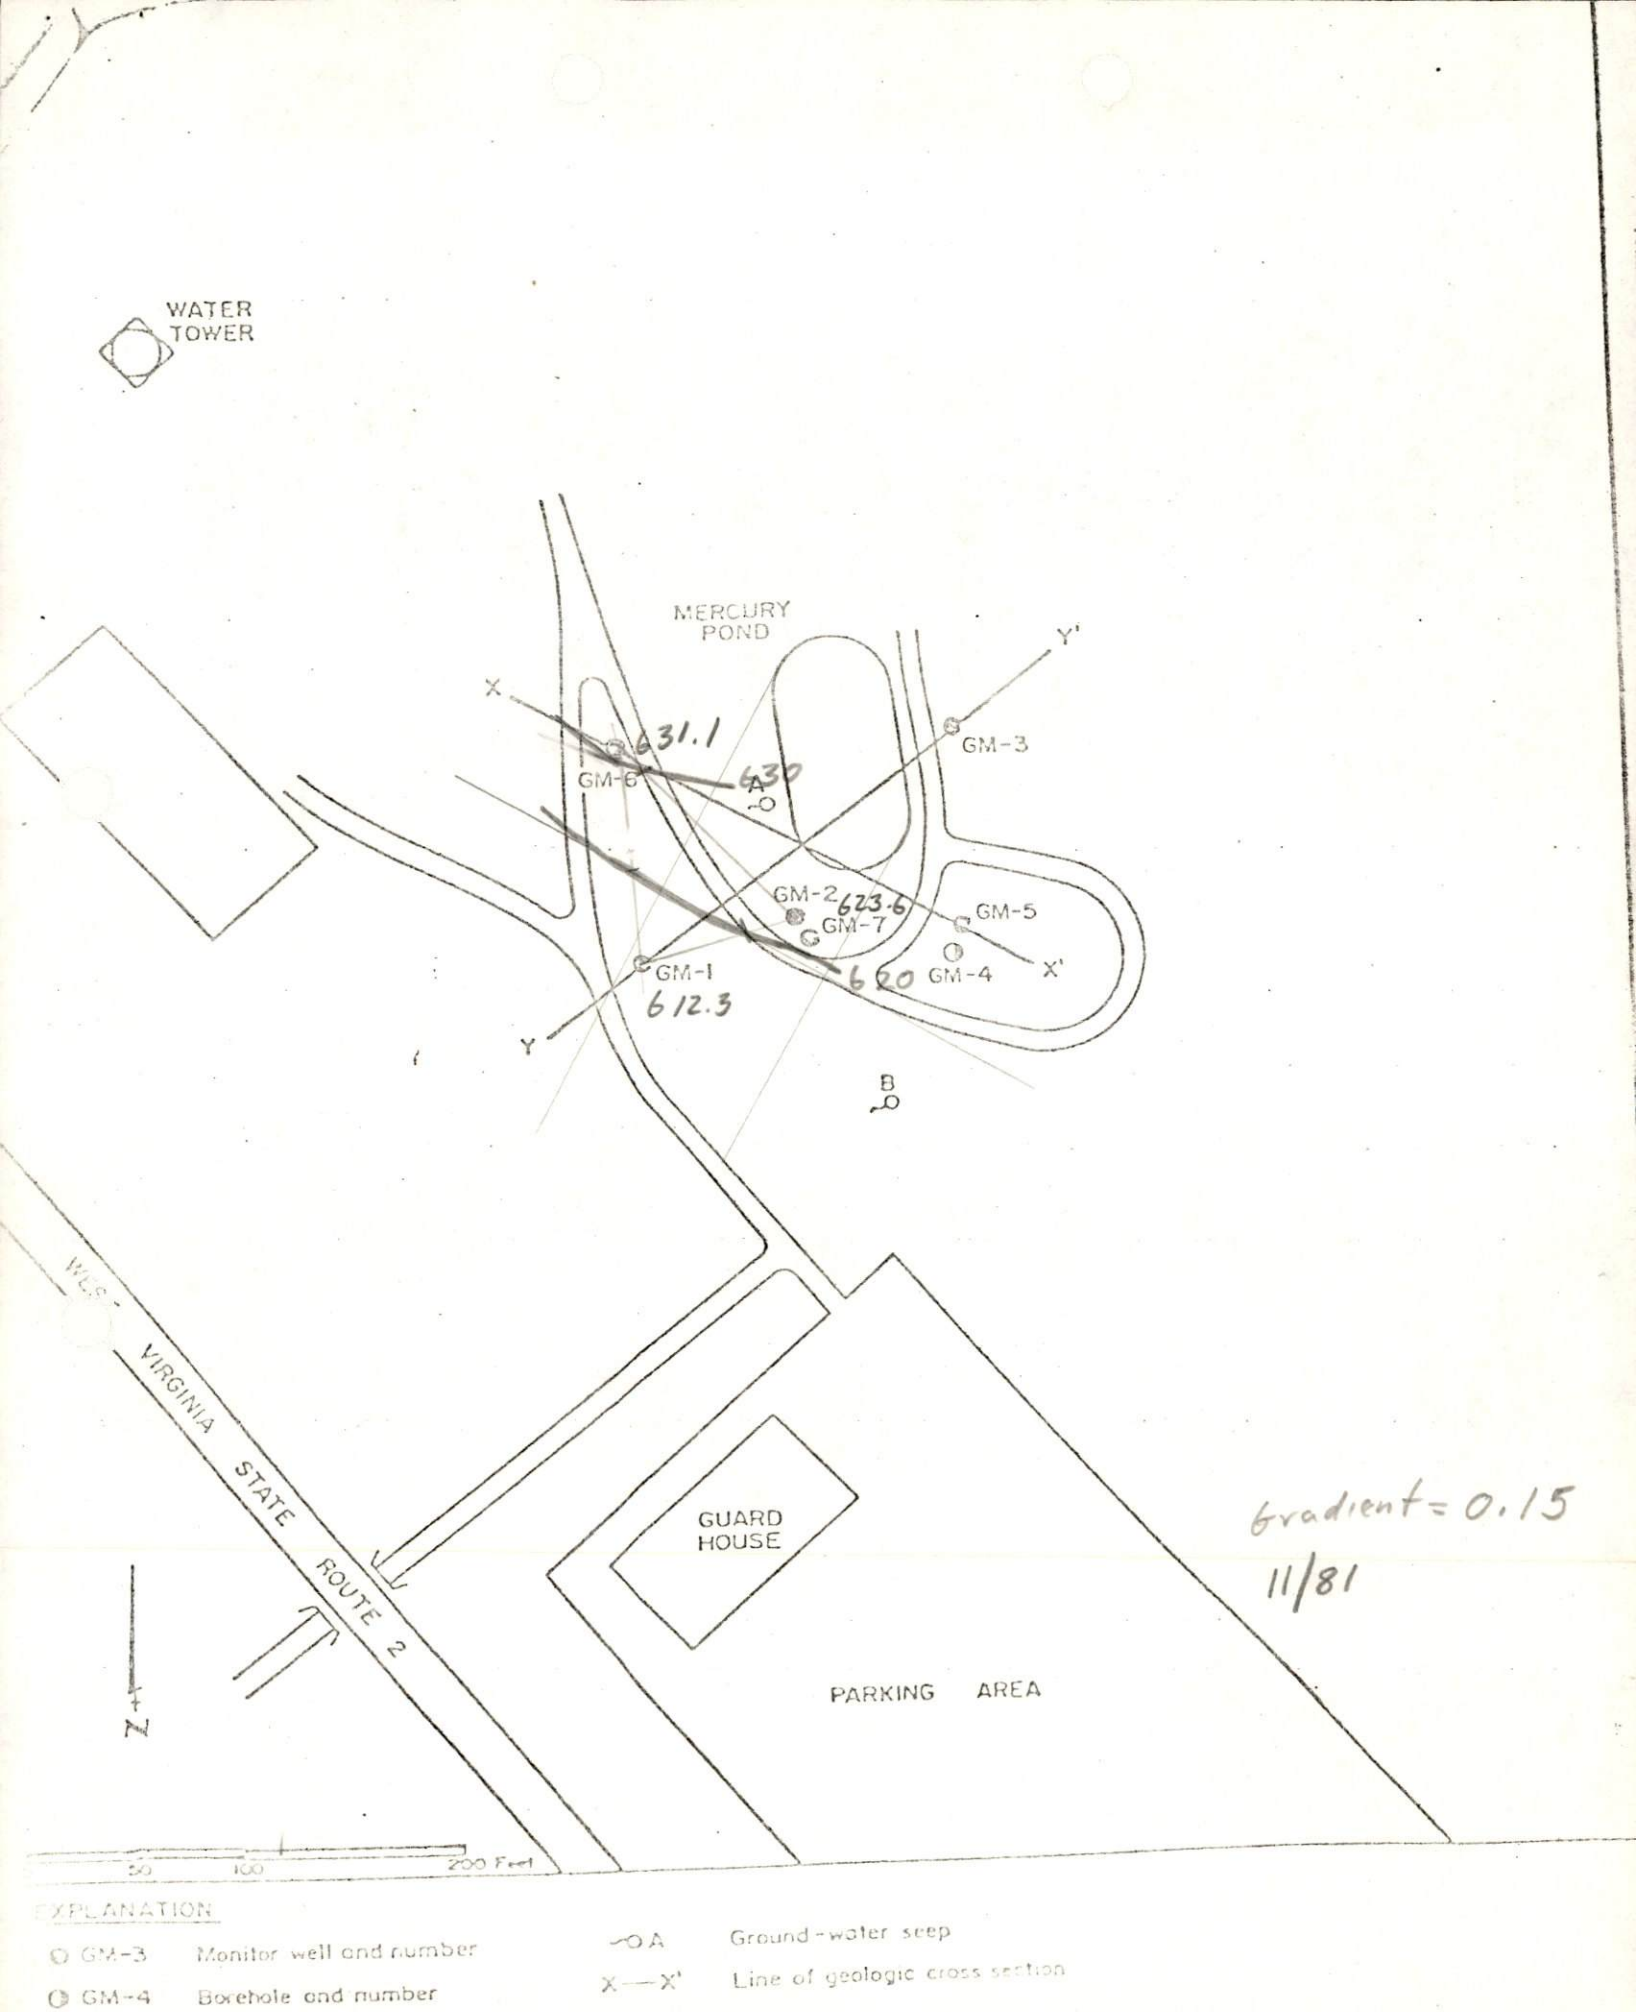 WATER
TOWER
MERCURY
POND
Y'
X
GM-3
631.1
GM-6
630
A
GM-2
623.6
GM-7
GM-5
GM-4
X'
GM-1
612.3
620
Y
B
WEST VIRGINIA STATE ROUTE 2
GUARD
HOUSE
Gradient = 0.15
11/81
PARKING AREA
N
50 100 200 Feet
EXPLANATION
GM-3 Monitor well and number
A Ground-water seep
GM-4 Borehole and number
X—X' Line of geologic cross section